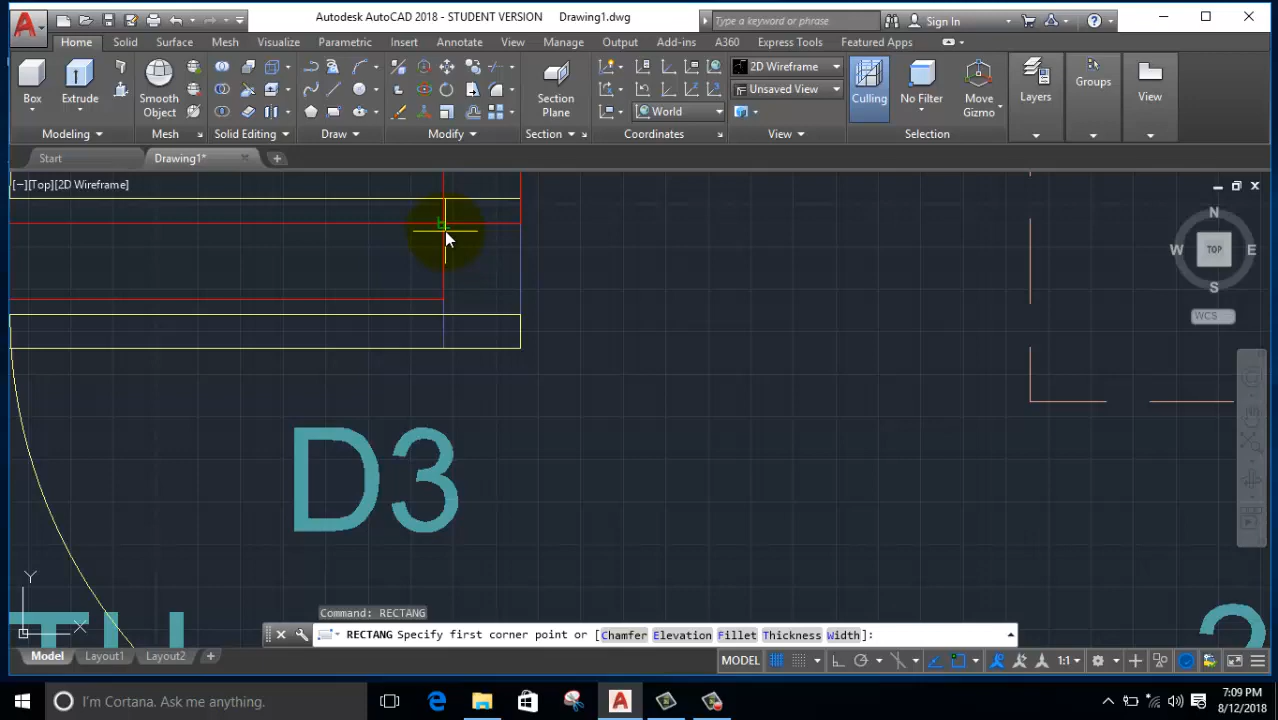 Autodesk AutoCAD 2018 - STUDENT VERSION Drawing1.dwg
Type a keyword or phrase
Sign In
Home Solid Surface Mesh Visualize Parametric Insert Annotate View Manage Output Add-ins A360 Express Tools Featured Apps
2D Wireframe
Unsaved View
World
Box Extrude Smooth Object Section Plane Culling No Filter Move Gizmo Layers Groups View
Modeling Mesh Solid Editing Draw Modify Section Coordinates View Selection
Start Drawing1*
[−][Top][2D Wireframe]
N
W TOP E
S
WCS
D3
Y
X
Command: RECTANG
RECTANG Specify first corner point or [Chamfer Elevation Fillet Thickness Width]:
Model Layout1 Layout2
MODEL 1:1
I'm Cortana. Ask me anything.
7:09 PM
8/12/2018